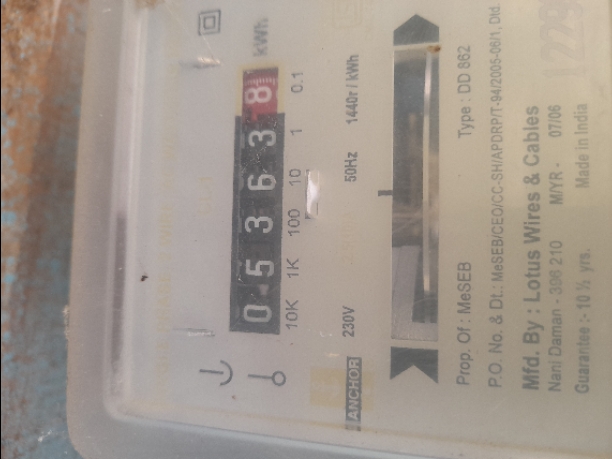 kWh
0 5 3 6 3 8
10K 1K 100 10 1 0.1
230V 50Hz 1440r / kWh
ANCHOR
Prop. Of : MeSEB Type : DD 862
P.O. No. & Dt.: MeSEB/CEO/CC-SH/APDRP/T-94/2005-06/1, Dtd
Mfd. By : Lotus Wires & Cables
Nani Daman - 396 210 M/YR - 07/06
Guarantee :- 10 ½ yrs. Made in India